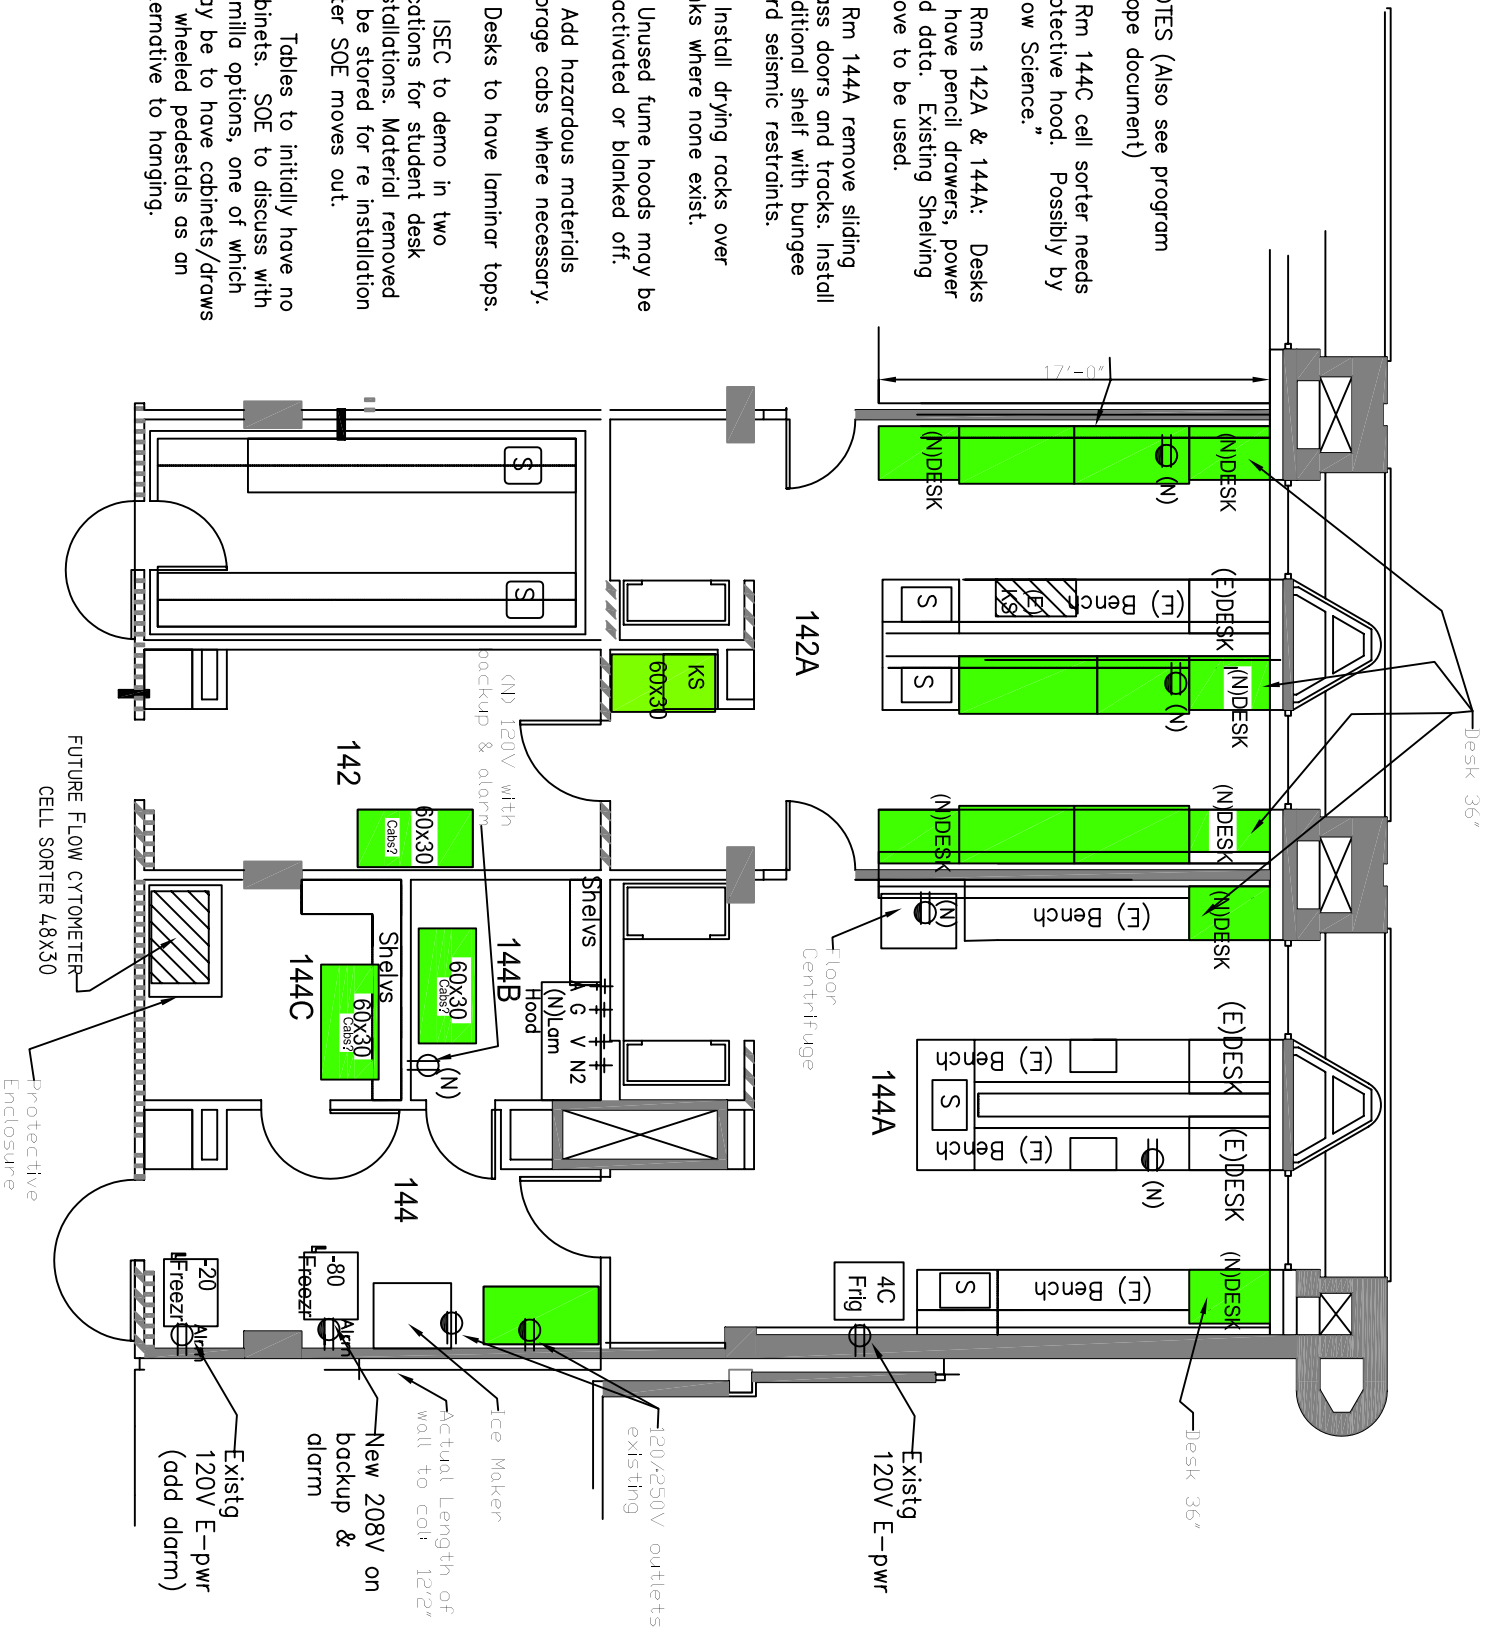 OTES (Also see program
ope document)
Rm 144C cell sorter needs
otective hood. Possibly by
ow Science."
Rms 142A & 144A: Desks
have pencil drawers, power
d data. Existing Shelving
ove to be used.
Rm 144A remove sliding
ass doors and tracks. Install
ditional shelf with bungee
rd seismic restraints.
Install drying racks over
ks where none exist.
Unused fume hoods may be
activated or blanked off.
Add hazardous materials
orage cabs where necessary.
Desks to have laminar tops.
ISEC to demo in two
cations for student desk
stallations. Material removed
be stored for re installation
ter SOE moves out.
Tables to initially have no
binets. SOE to discuss with
milla options, one of which
ay be to have cabinets/draws
wheeled pedestals as an
ternative to hanging.
17'-0"
Desk 36"
(N)DESK
(N)
(N)DESK
(E)DESK
(E) Bench
(E)
S
(N)DESK
(N)
S
142A
(N)DESK
(N)DESK
(N)DESK
(E) Bench
(N)
Floor
Centrifuge
(E)DESK
(E) Bench
S
(E)DESK
(E) Bench
(N)
144A
(N)DESK
(E) Bench
S
4C
Frig
Desk 36"
Existg
120V E-pwr
S
S
KS
60x30
(N) 120V with
backup & alarm
142
60x30
Cabs?
Shelvs
144B
60x30
Cabs?
(N)Lam
Hood
A
G
V
N2
(N)
Shelvs
144C
60x30
Cabs?
FUTURE FLOW CYTOMETER
CELL SORTER 48X30
Protective
Enclosure
144
-20
Freezr
Alrm
-80
Freezr
Alrm
120/250V outlets
existing
Ice Maker
Actual Length of
wall to col: 12'2"
New 208V on
backup &
alarm
Existg
120V E-pwr
(add alarm)